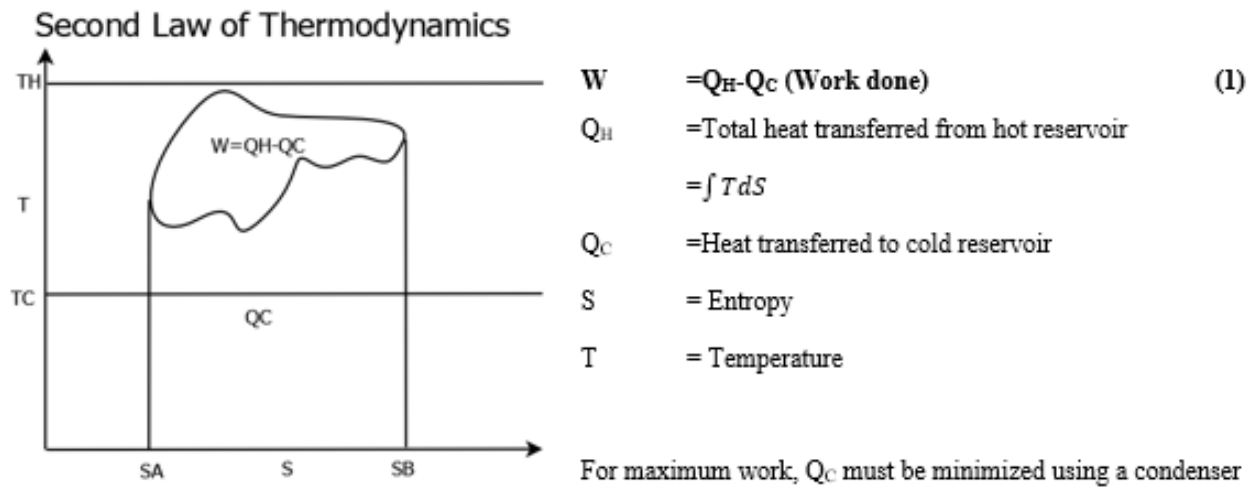 Second Law of Thermodynamics
TH
W=QH-QC
T
TC
QC
SA
S
SB
W =QH-QC (Work done) (1)
QH =Total heat transferred from hot reservoir
=∫ TdS
QC =Heat transferred to cold reservoir
S = Entropy
T = Temperature
For maximum work, QC must be minimized using a condenser